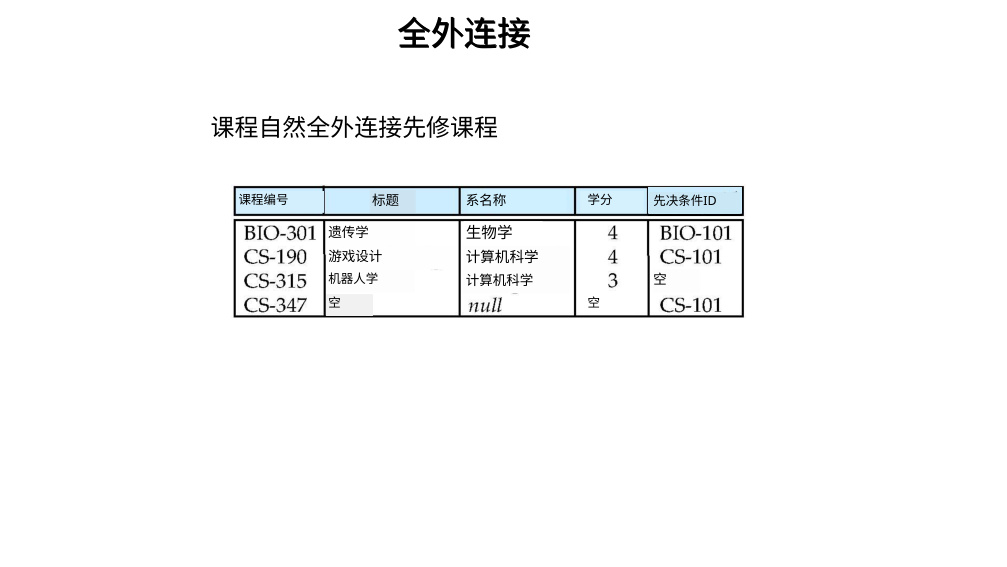 全外连接
课程自然全外连接先修课程
课程编号 标题 系名称 学分 先决条件ID
BIO-301 遗传学 生物学 4 BIO-101
CS-190 游戏设计 计算机科学 4 CS-101
CS-315 机器人学 计算机科学 3 空
CS-347 空 null 空 CS-101